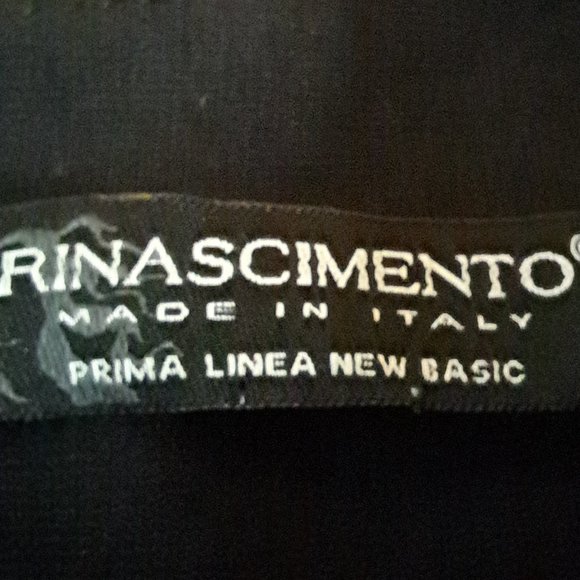 RINASCIMENTO®
MADE IN ITALY
PRIMA LINEA NEW BASIC